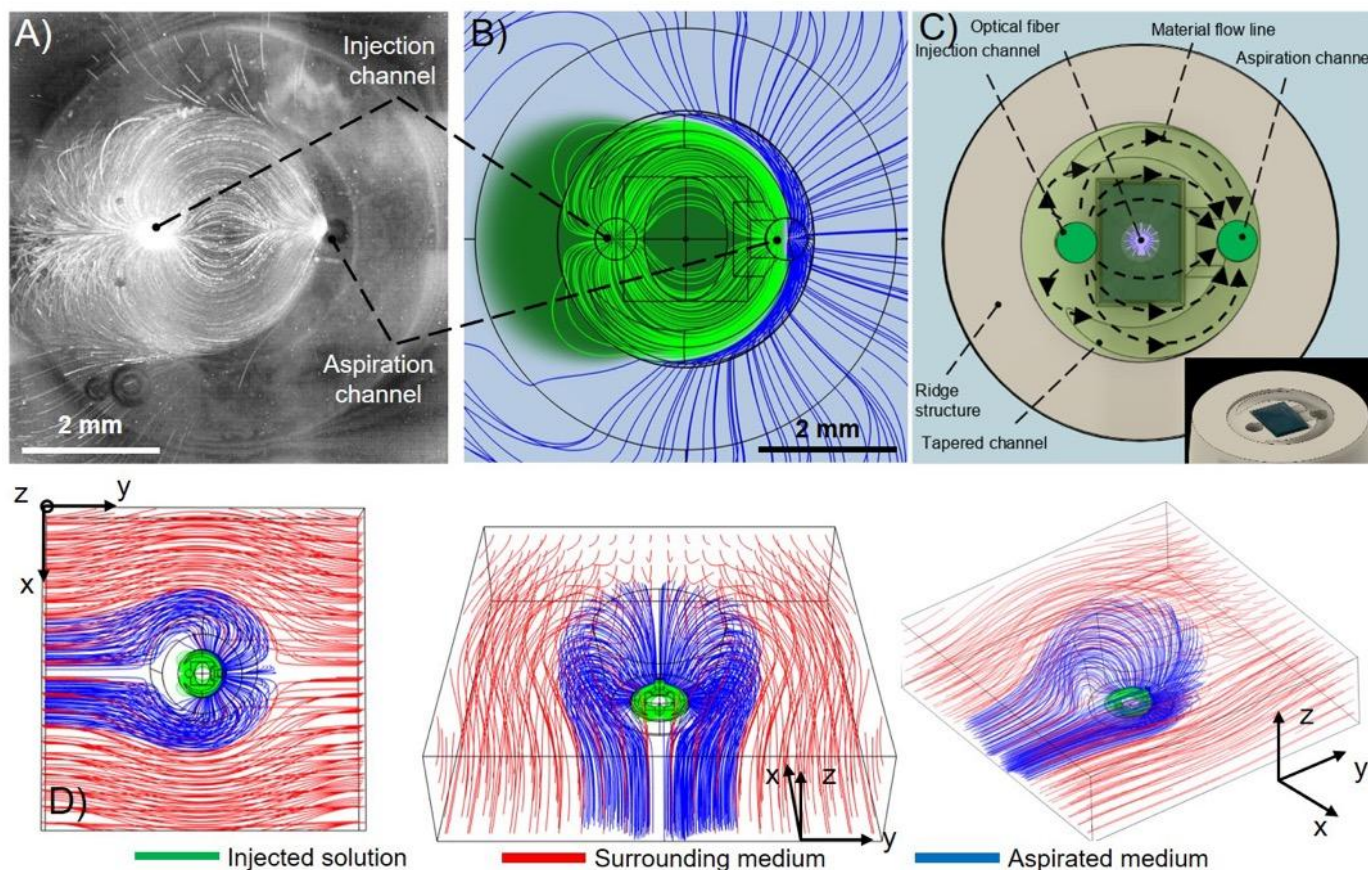 A)
Injection
channel
Aspiration
channel
2 mm
B)
2 mm
C)
Optical fiber
Injection channel
Material flow line
Aspiration channel
Ridge
structure
Tapered channel
z
y
x
D)
x
z
y
z
y
x
Injected solution
Surrounding medium
Aspirated medium